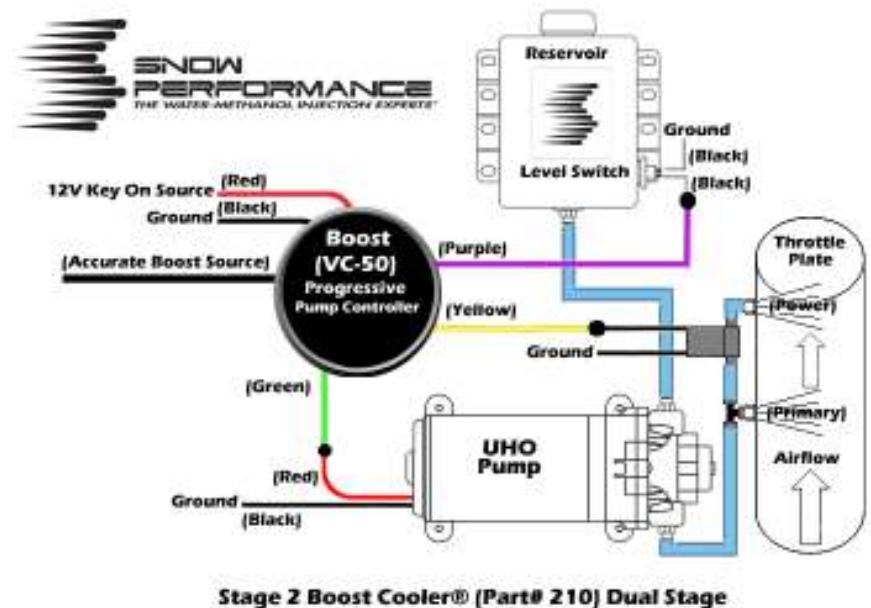 SNOW
PERFORMANCE
THE WATER-METHANOL INJECTION EXPERTS
Reservoir
Level Switch
Ground
(Black)
(Black)
12V Key On Source
(Red)
Ground
(Black)
(Accurate Boost Source)
Boost
(VC-50)
Progressive
Pump Controller
(Purple)
(Yellow)
Ground
Throttle
Plate
(Power)
(Primary)
Airflow
(Green)
(Red)
Ground
(Black)
UHO
Pump
Stage 2 Boost Cooler® (Part# 210) Dual Stage